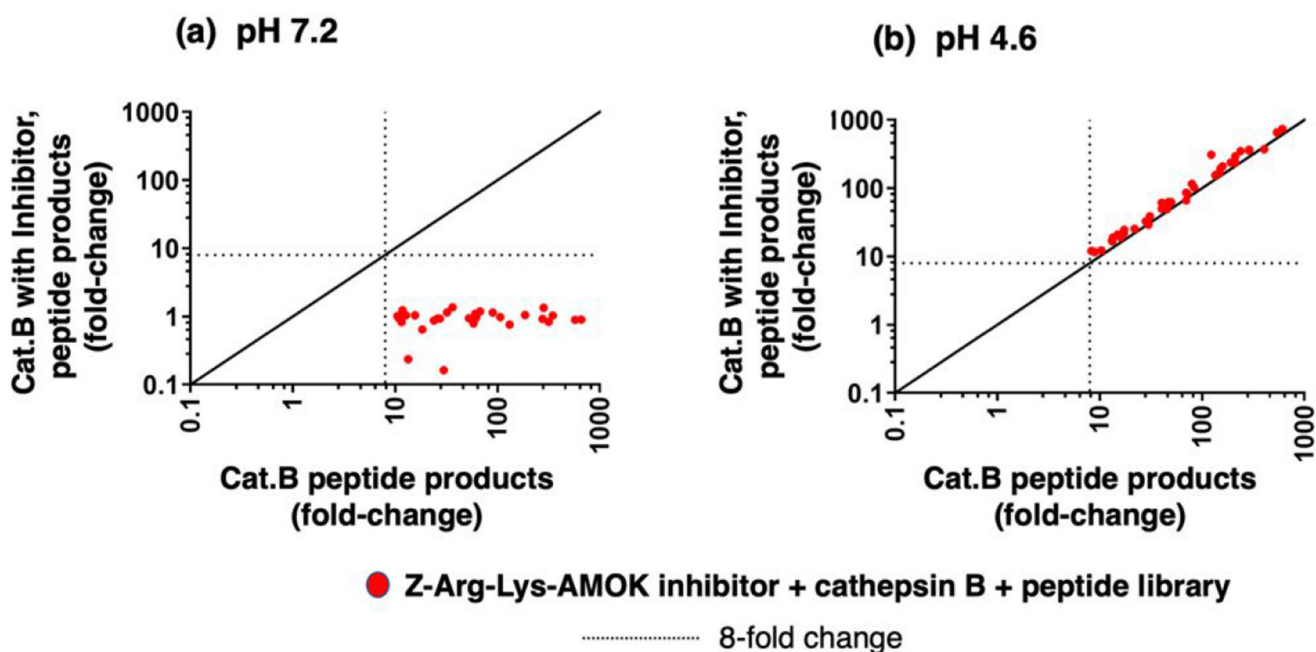 (a) pH 7.2
Cat.B with Inhibitor,
peptide products
(fold-change)
1000
100
10
1
0.1
0.1
1
10
100
1000
Cat.B peptide products
(fold-change)
(b) pH 4.6
Cat.B with Inhibitor,
peptide products
(fold-change)
1000
100
10
1
0.1
0.1
1
10
100
1000
Cat.B peptide products
(fold-change)
Z-Arg-Lys-AMOK inhibitor + cathepsin B + peptide library
8-fold change